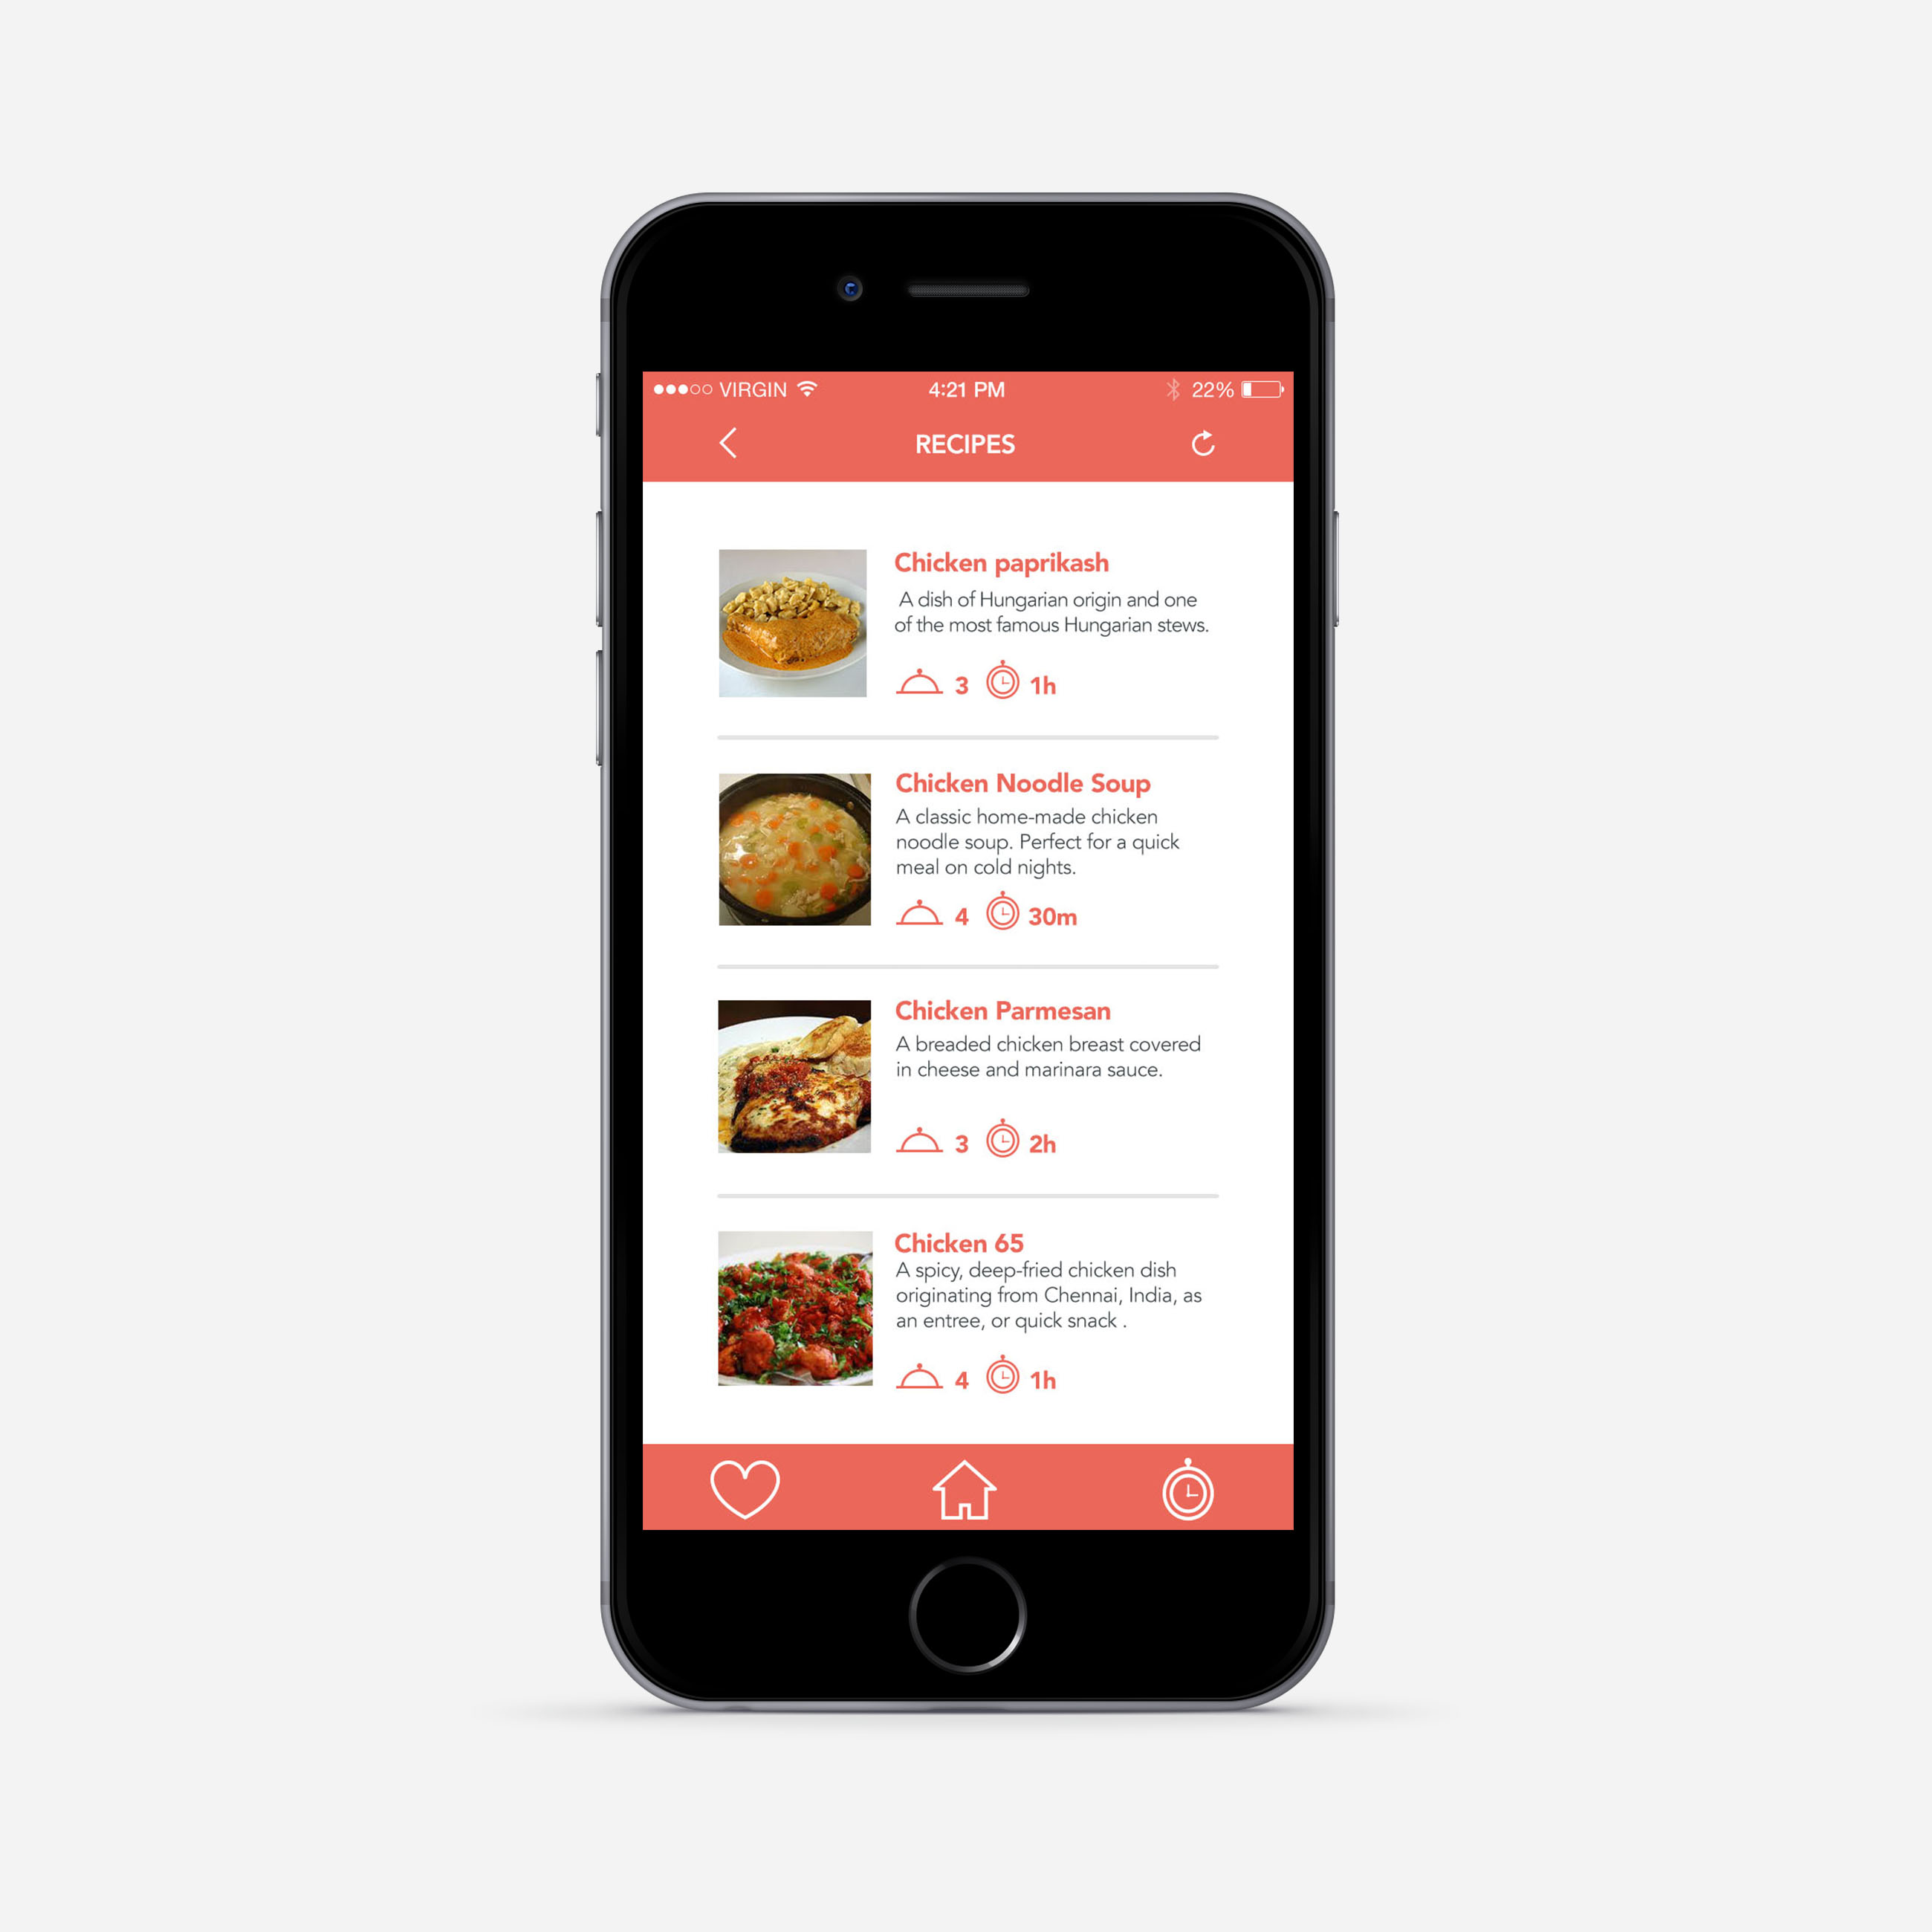 VIRGIN
4:21 PM
22%
RECIPES
Chicken paprikash
A dish of Hungarian origin and one
of the most famous Hungarian stews.
3 1h
Chicken Noodle Soup
A classic home-made chicken
noodle soup. Perfect for a quick
meal on cold nights.
4 30m
Chicken Parmesan
A breaded chicken breast covered
in cheese and marinara sauce.
3 2h
Chicken 65
A spicy, deep-fried chicken dish
originating from Chennai, India, as
an entree, or quick snack .
4 1h